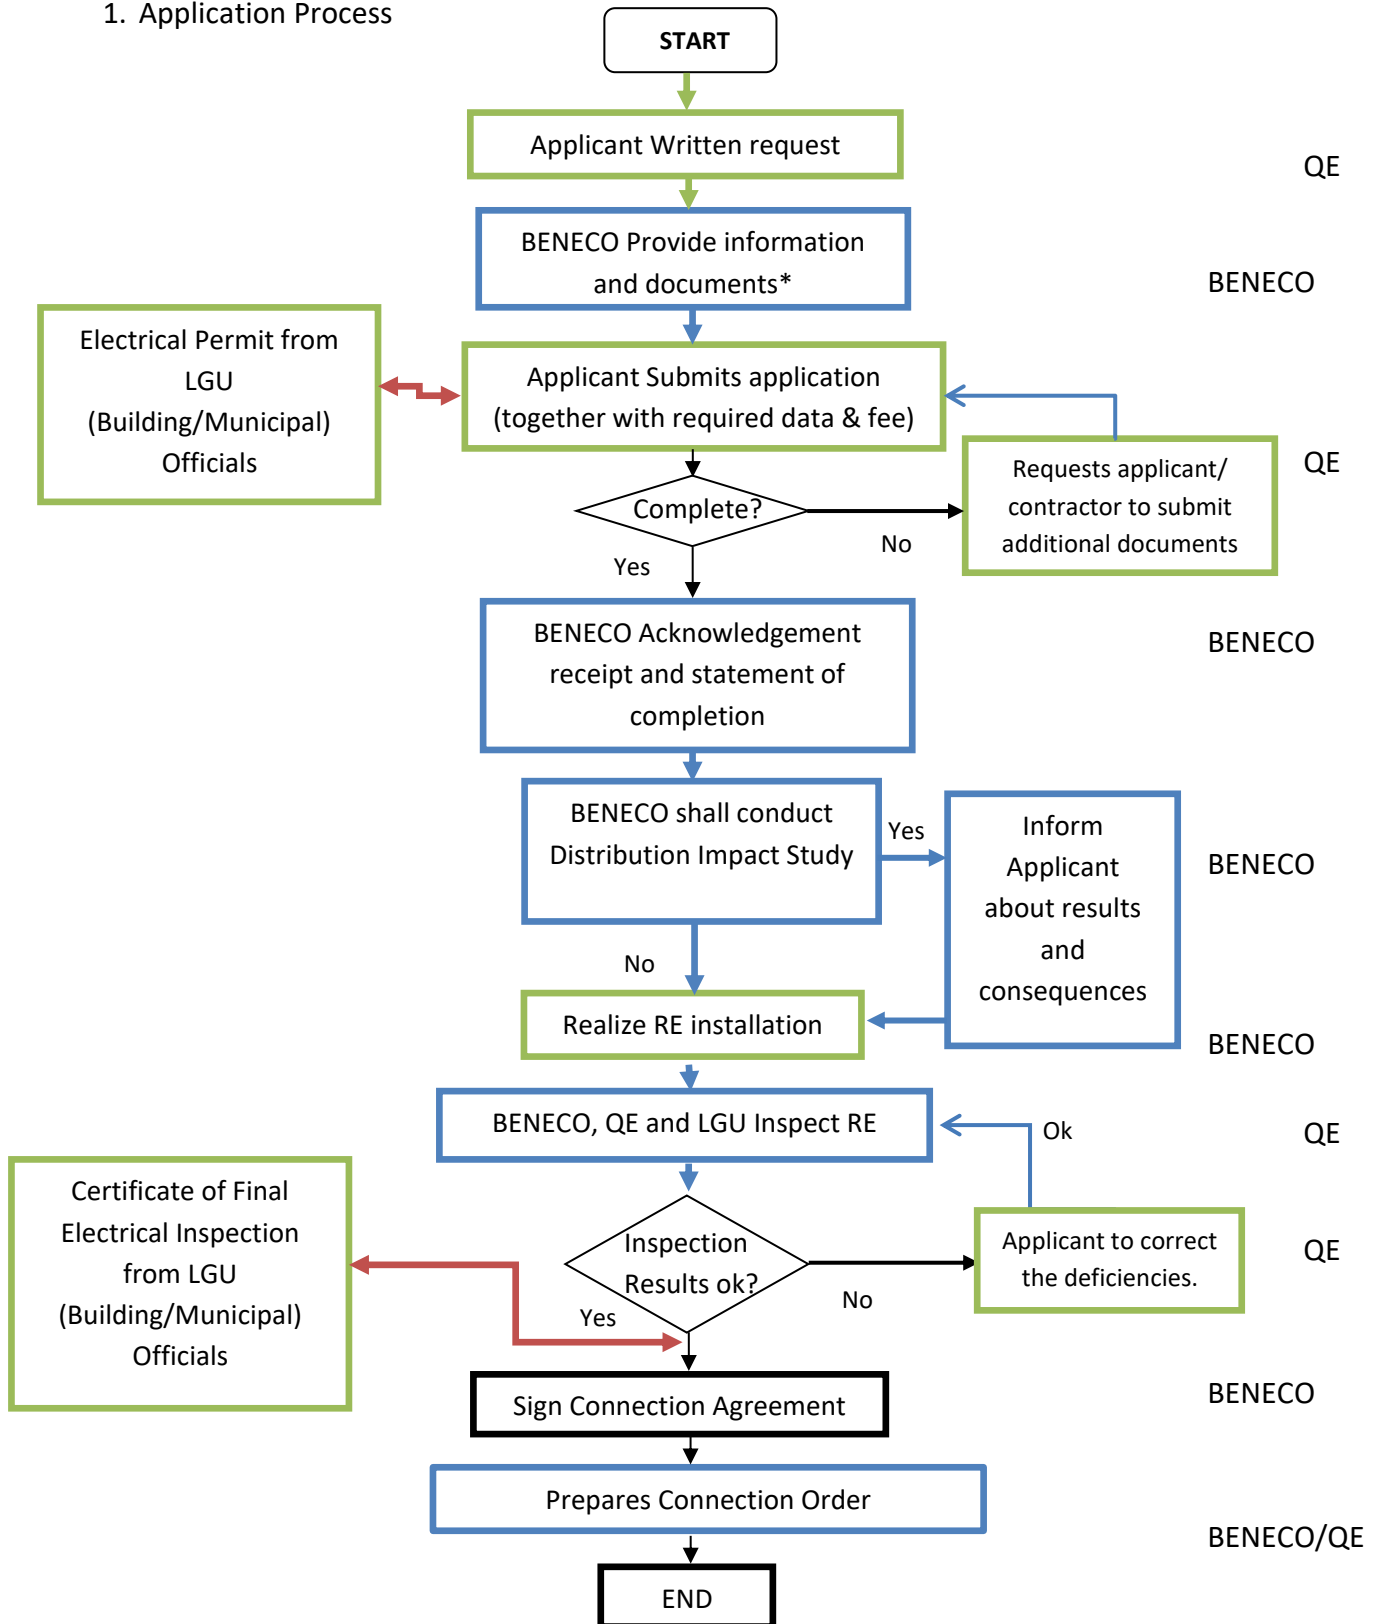 1. Application Process
START
Applicant Written request
QE
BENECO Provide information
and documents*
BENECO
Electrical Permit from
LGU
(Building/Municipal)
Officials
Applicant Submits application
(together with required data & fee)
QE
Requests applicant/
contractor to submit
additional documents
Complete?
No
Yes
BENECO Acknowledgement
receipt and statement of
completion
BENECO
BENECO shall conduct
Distribution Impact Study
Yes
Inform
Applicant
about results
and
consequences
BENECO
No
Realize RE installation
BENECO
BENECO, QE and LGU Inspect RE
Ok
QE
Certificate of Final
Electrical Inspection
from LGU
(Building/Municipal)
Officials
Inspection
Results ok?
No
Yes
Applicant to correct
the deficiencies.
QE
Sign Connection Agreement
BENECO
Prepares Connection Order
BENECO/QE
END